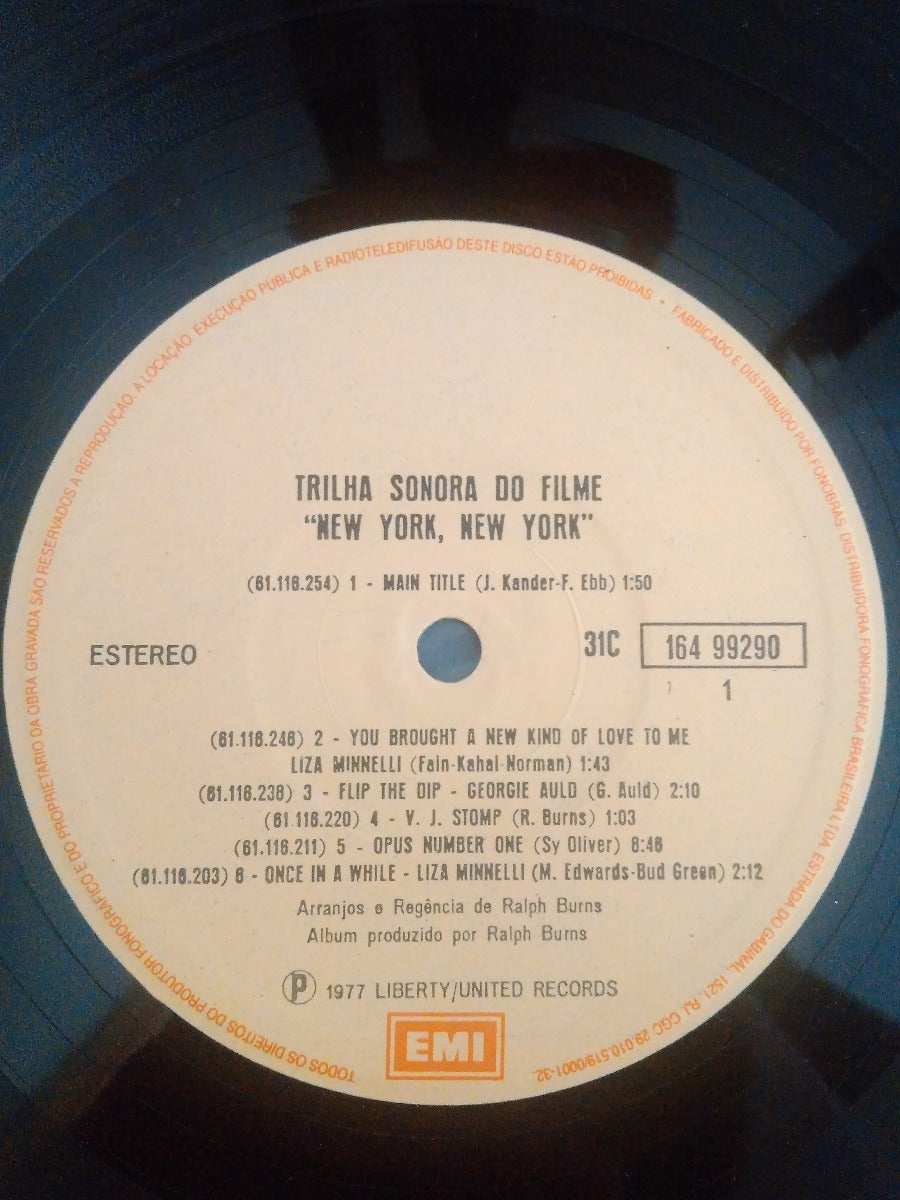 TODOS OS DIREITOS DO PRODUTOR FONOGRÁFICO E DO PROPRIETARIO DA OBRA GRAVADA SÃO RESERVADOS A REPRODUÇÃO. A LOCAÇÃO. EXECUÇÃO PUBLICA E RADIOTELEDIFUSÃO DESTE DISCO ESTÃO PROIBIDAS • FABRICADO E DISTRIBUIDO POR FONOBRAS- DISTRIBUIDORA FONOGRAFICA BRASILEIRA LTDA. ESTRADA DO GABINAL 1521, RJ, CGC 29.010.519/0001-32.
TRILHA SONORA DO FILME
"NEW YORK, NEW YORK"
(61.116.254) 1 - MAIN TITLE (J. Kander-F. Ebb) 1:50
ESTEREO
31C 164 99290
1
(61.116.246) 2 - YOU BROUGHT A NEW KIND OF LOVE TO ME
LIZA MINNELLI (Fain-Kahal-Norman) 1:43
(61.116.238) 3 - FLIP THE DIP - GEORGIE AULD (G. Auld) 2:10
(61.116.220) 4 - V. J. STOMP (R. Burns) 1:03
(61.116.211) 5 - OPUS NUMBER ONE (Sy Oliver) 8:46
(61.116.203) 6 - ONCE IN A WHILE - LIZA MINNELLI (M. Edwards-Bud Green) 2:12
Arranjos e Regência de Ralph Burns
Album produzido por Ralph Burns
℗ 1977 LIBERTY/UNITED RECORDS
EMI